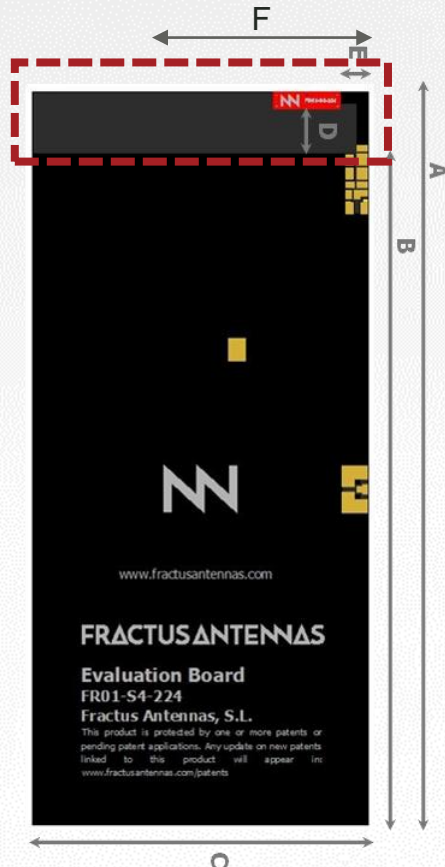 F
E
D
A
B
www.fractusantennas.com
FRACTUS ANTENNAS
Evaluation Board
FR01-S4-224
Fractus Antennas, S.L.
This product is protected by one or more patents or
pending patent applications. Any update on new patents
linked to this product will appear in:
www.fractusantennas.com/patents
C